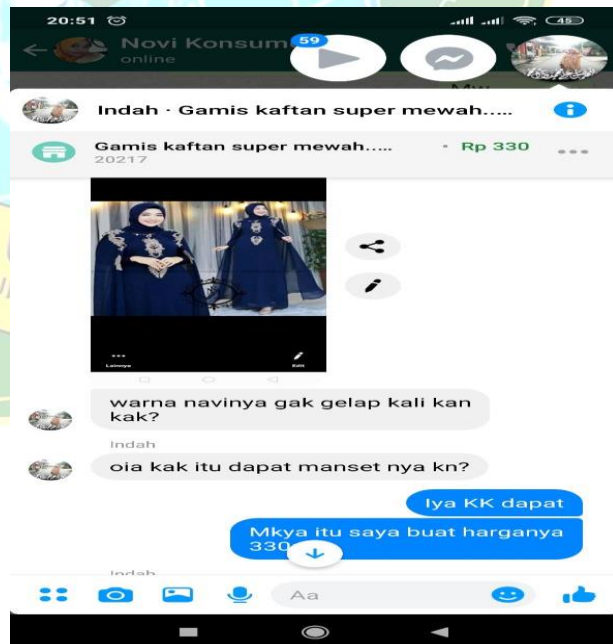 20:51
45
Novi Konsum
59
online
Indah · Gamis kaftan super mewah.....
Gamis kaftan super mewah.....
· Rp 330
20217
Lainnya
Edit
warna navinya gak gelap kali kan
kak?
Indah
oia kak itu dapat manset nya kn?
Iya KK dapat
Mkya itu saya buat harganya
330
Indah
Aa